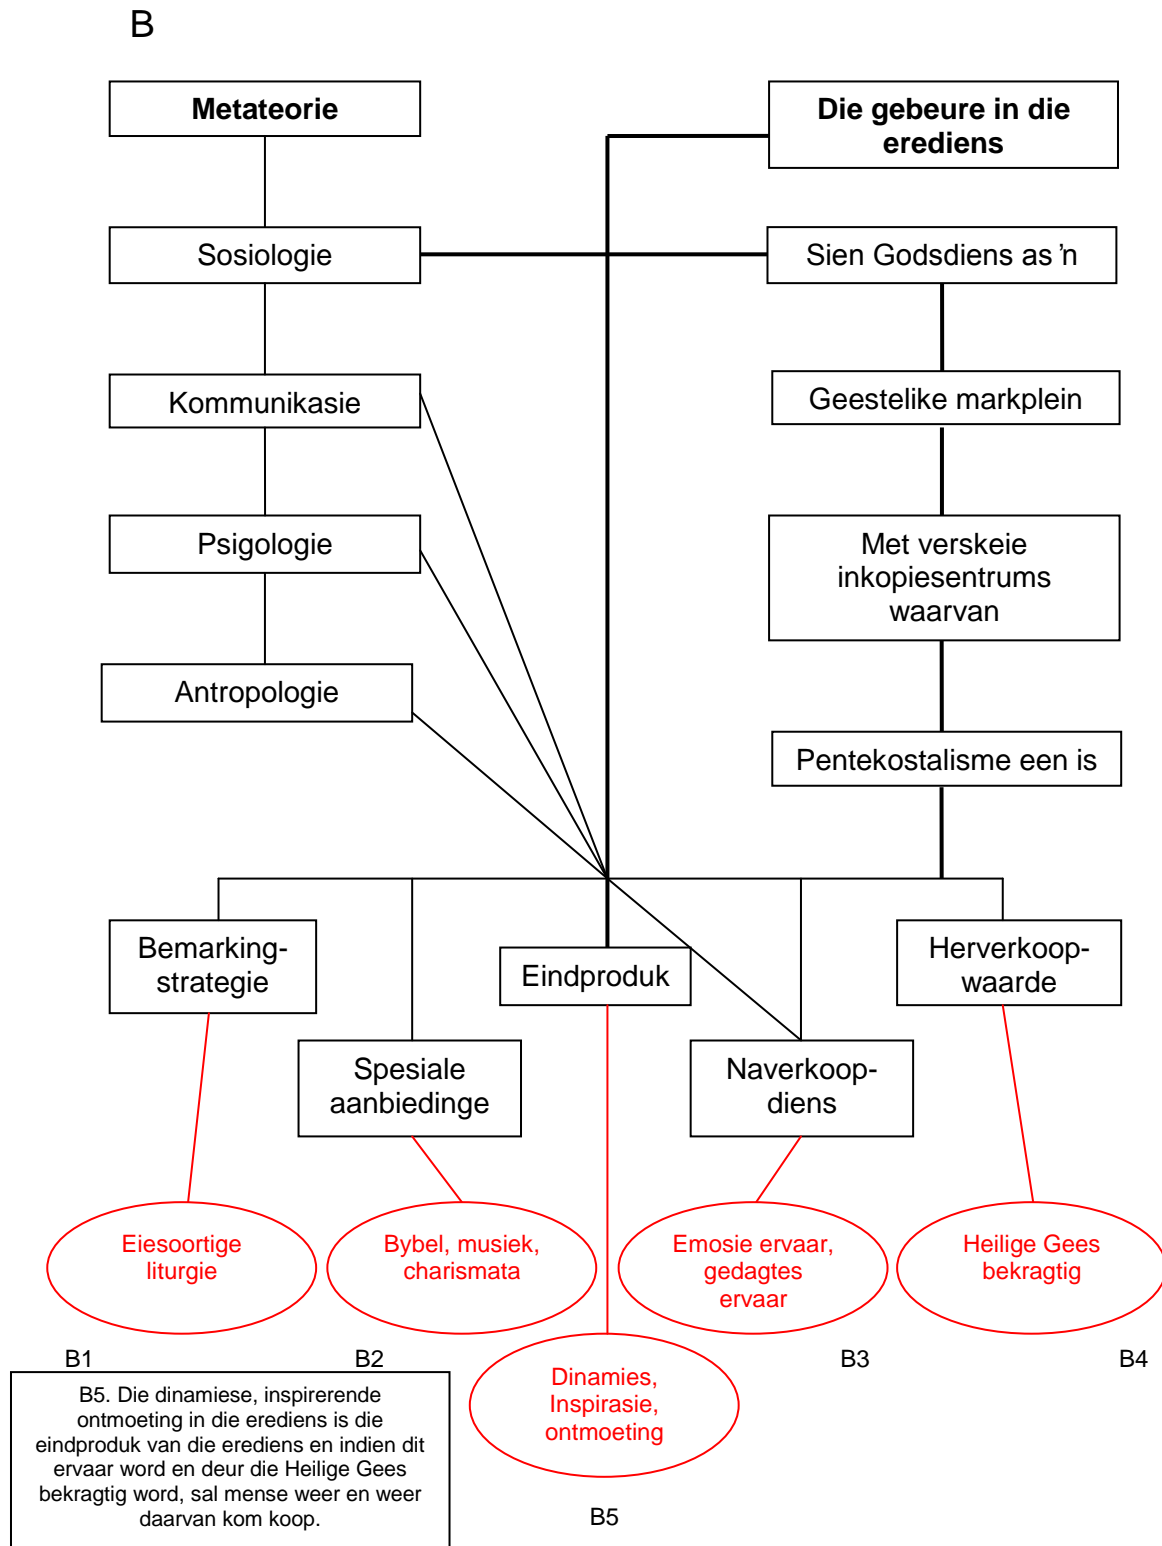 B
Metateorie
Die gebeure in die
erediens
Sosiologie
Sien Godsdiens as 'n
Kommunikasie
Geestelike markplein
Psigologie
Met verskeie
inkopiesentrums
waarvan
Antropologie
Pentekostalisme een is
Bemarking-
strategie
Spesiale
aanbiedinge
Eindproduk
Naverkoop-
diens
Herverkoop-
waarde
Eiesoortige
liturgie
Bybel, musiek,
charismata
Emosie ervaar,
gedagtes
ervaar
Heilige Gees
bekragtig
B1
B2
B3
B4
Dinamies,
Inspirasie,
ontmoeting
B5
B5. Die dinamiese, inspirerende
ontmoeting in die erediens is die
eindproduk van die erediens en indien dit
ervaar word en deur die Heilige Gees
bekragtig word, sal mense weer en weer
daarvan kom koop.